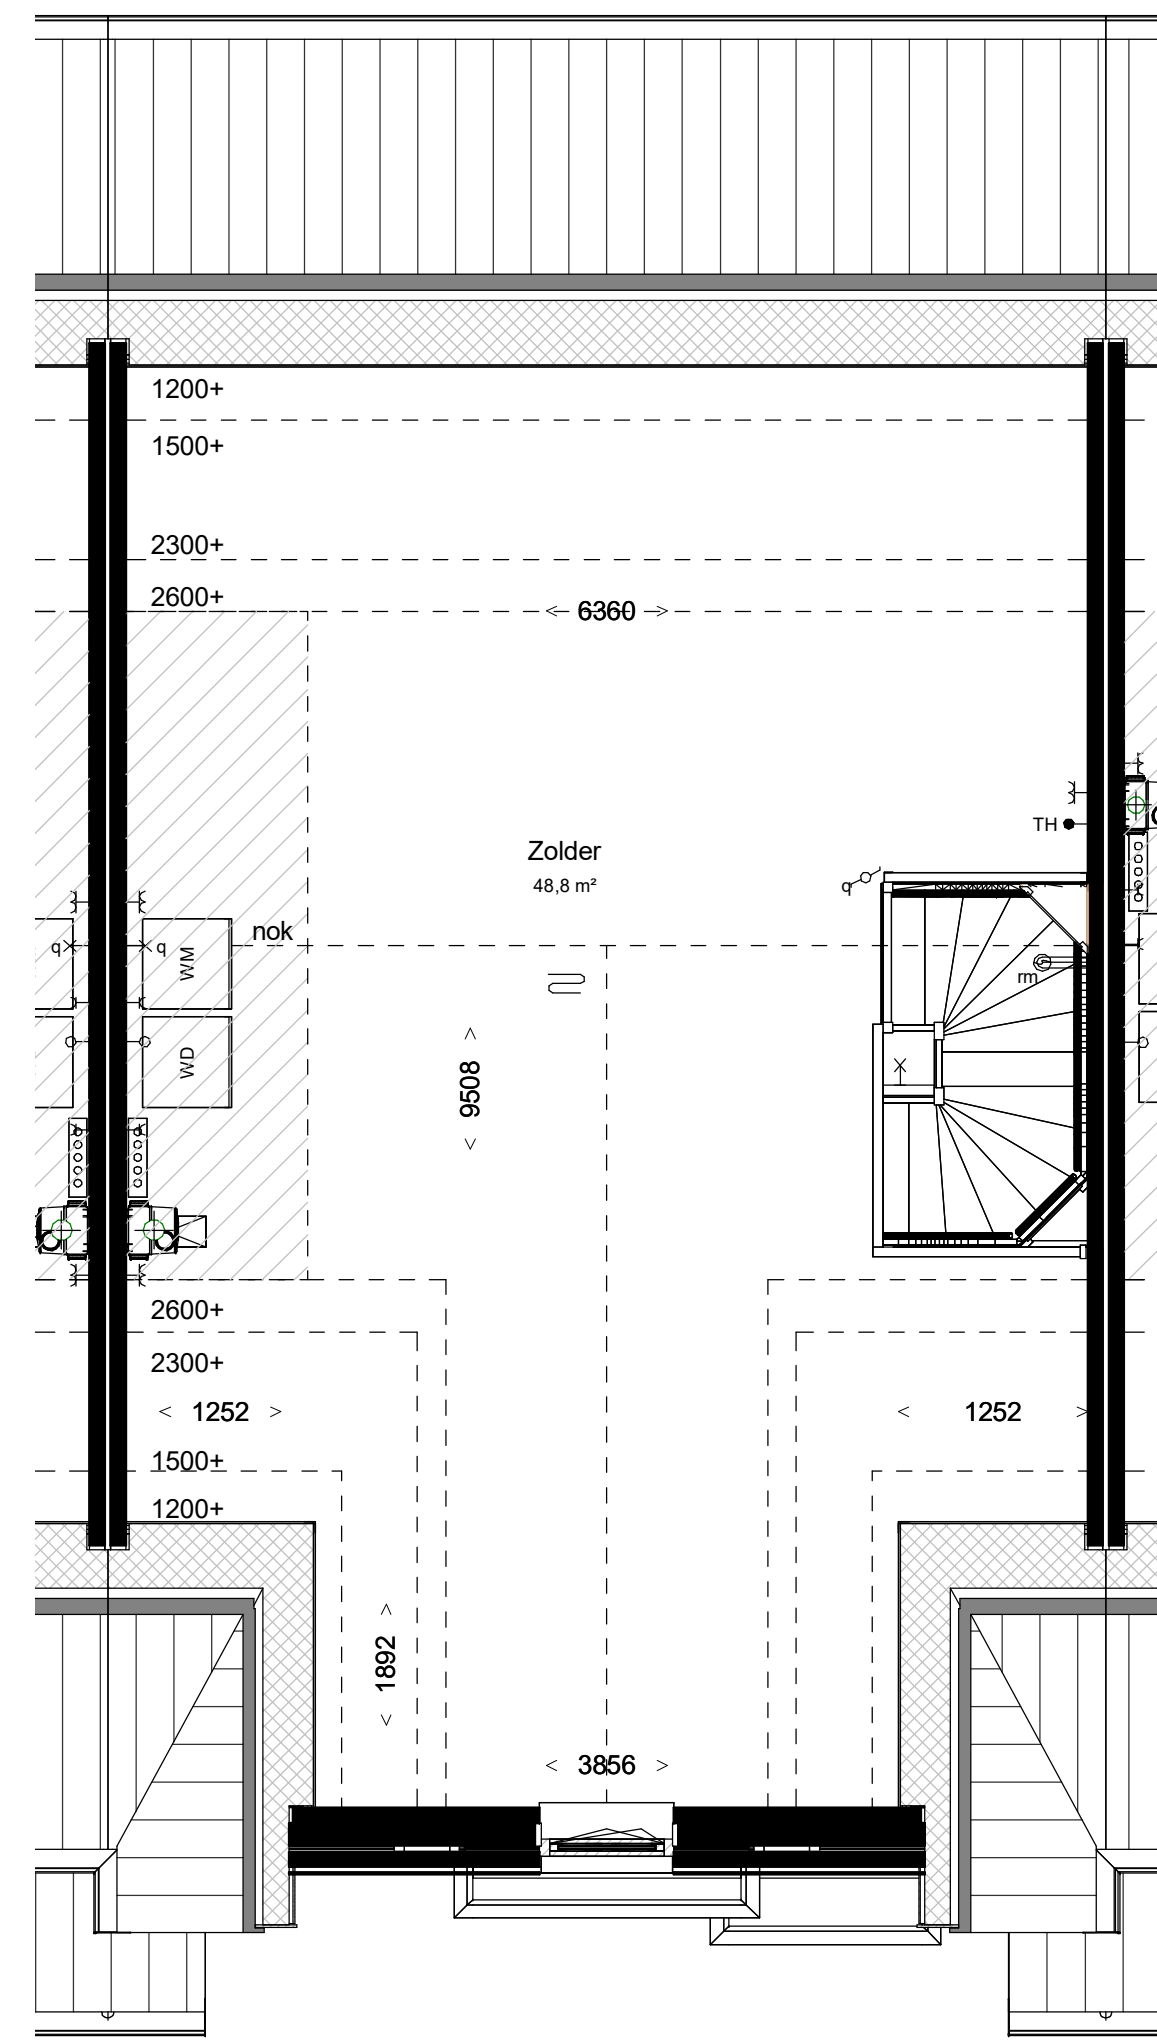 1200+
1500+
2300+
2600+
< 6360 >
TH
Zolder
48,8 m²
q
nok
q
q
WM
rm
< 9508 >
WD
2600+
2300+
< 1252 >
< 1252 >
1500+
1200+
< 1892 >
< 3856 >